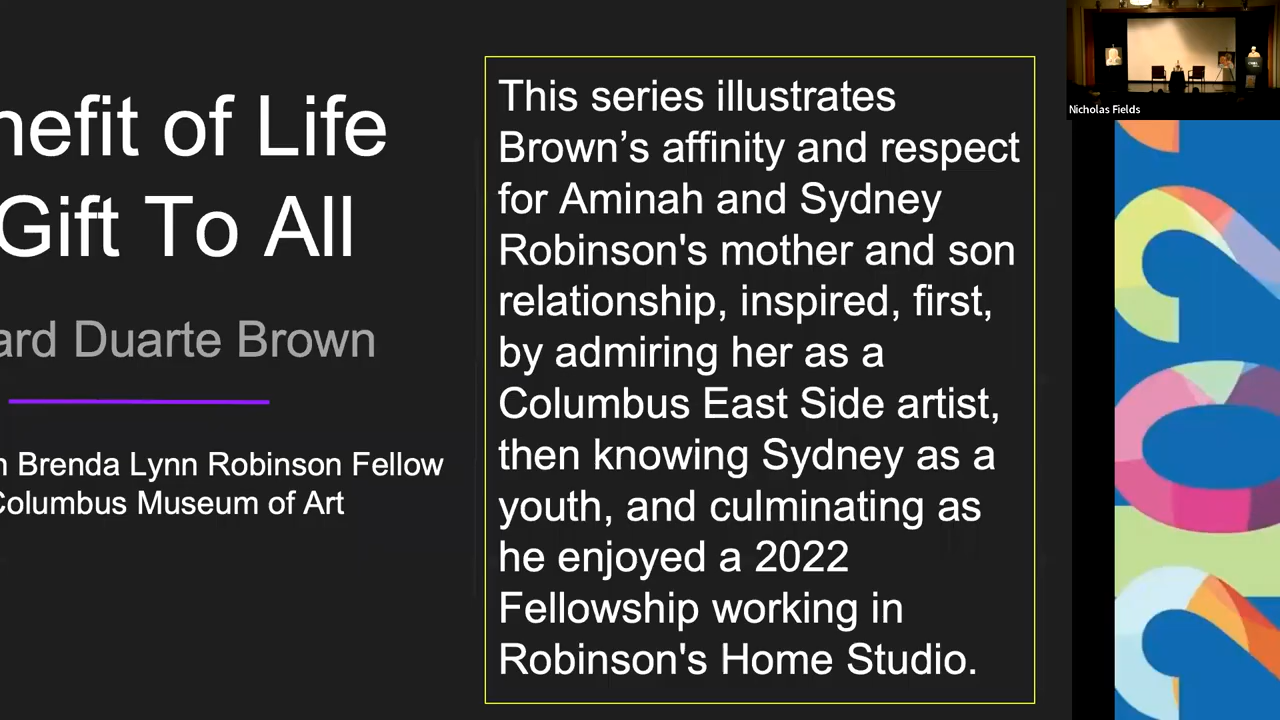 nefit of Life
Gift To All
ard Duarte Brown
n Brenda Lynn Robinson Fellow
Columbus Museum of Art
This series illustrates
Brown’s affinity and respect
for Aminah and Sydney
Robinson's mother and son
relationship, inspired, first,
by admiring her as a
Columbus East Side artist,
then knowing Sydney as a
youth, and culminating as
he enjoyed a 2022
Fellowship working in
Robinson's Home Studio.
Nicholas Fields